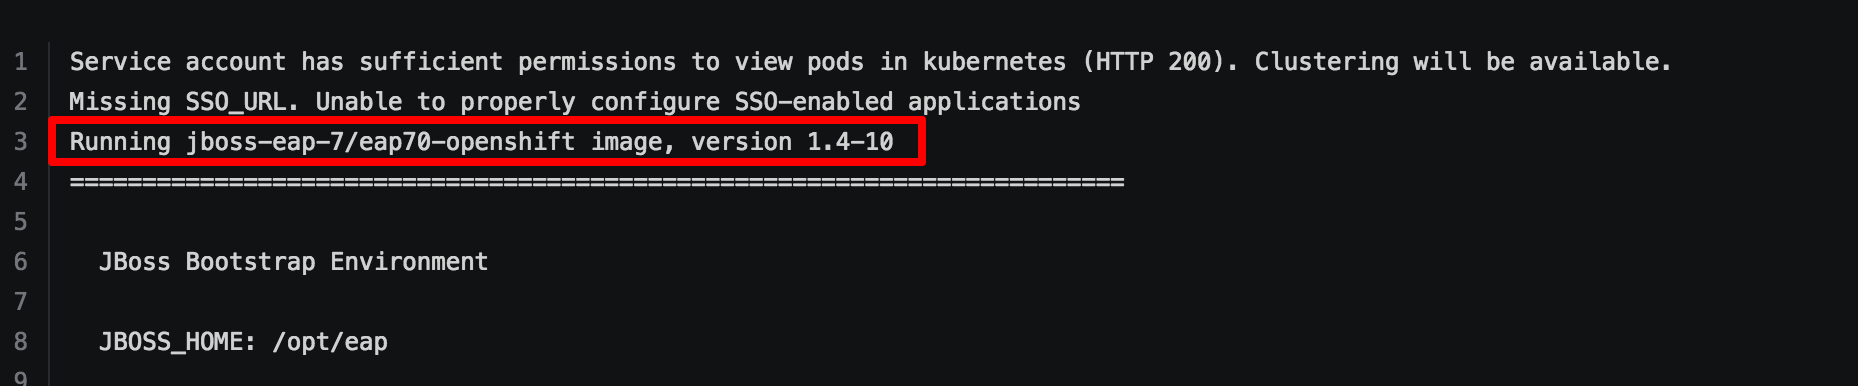 1 Service account has sufficient permissions to view pods in kubernetes (HTTP 200). Clustering will be available.
2 Missing SSO_URL. Unable to properly configure SSO-enabled applications
3 Running jboss-eap-7/eap70-openshift image, version 1.4-10
4 =========================================================================
5
6 JBoss Bootstrap Environment
7
8 JBOSS_HOME: /opt/eap
9